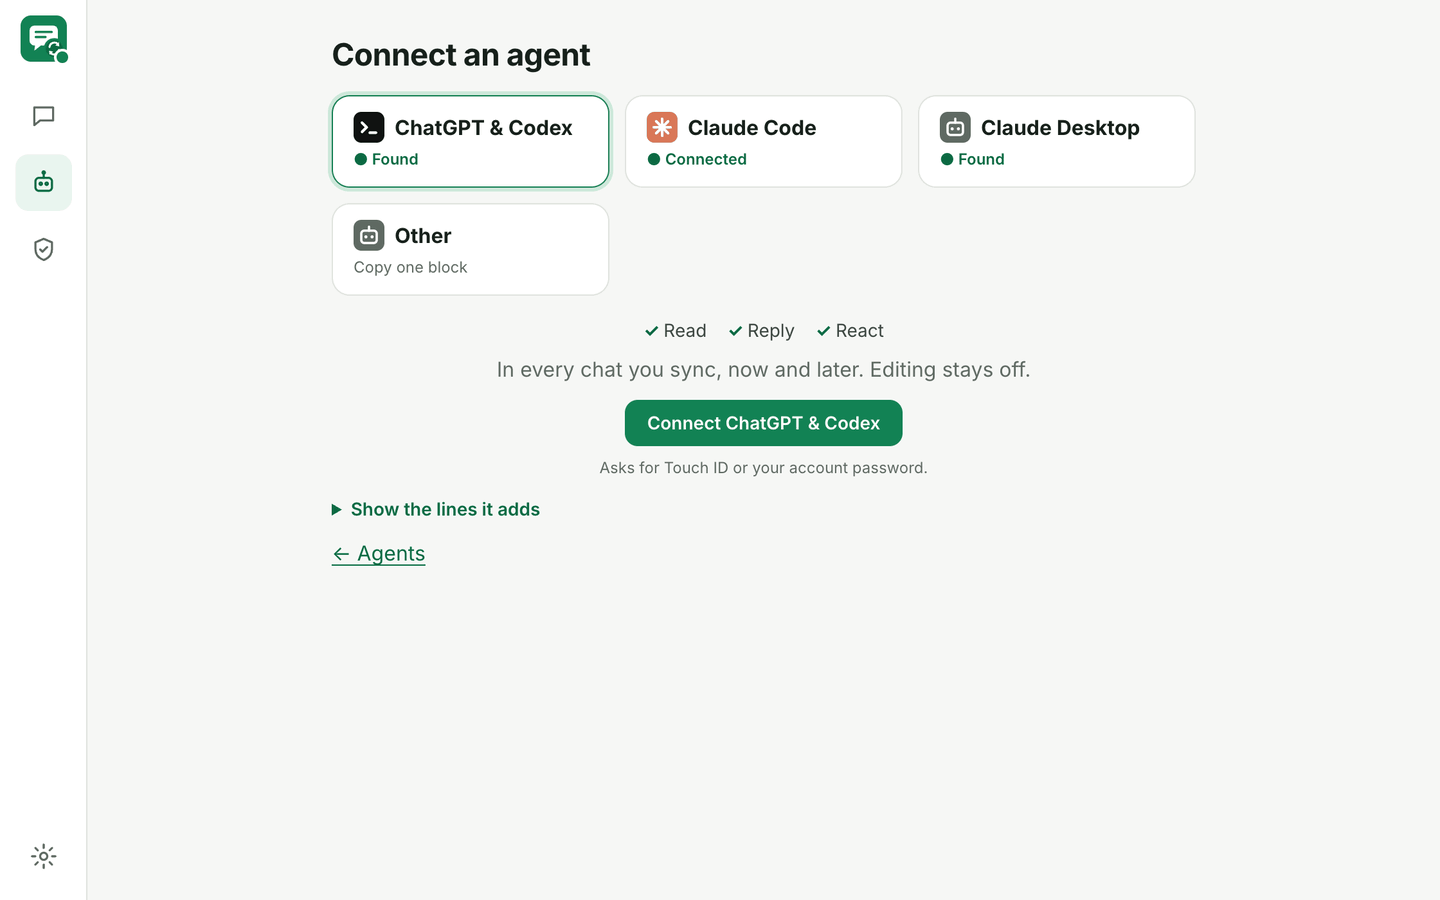 Connect an agent
ChatGPT & Codex
Found
Claude Code
Connected
Claude Desktop
Found
Other
Copy one block
Read Reply React
In every chat you sync, now and later. Editing stays off.
Connect ChatGPT & Codex
Asks for Touch ID or your account password.
Show the lines it adds
← Agents